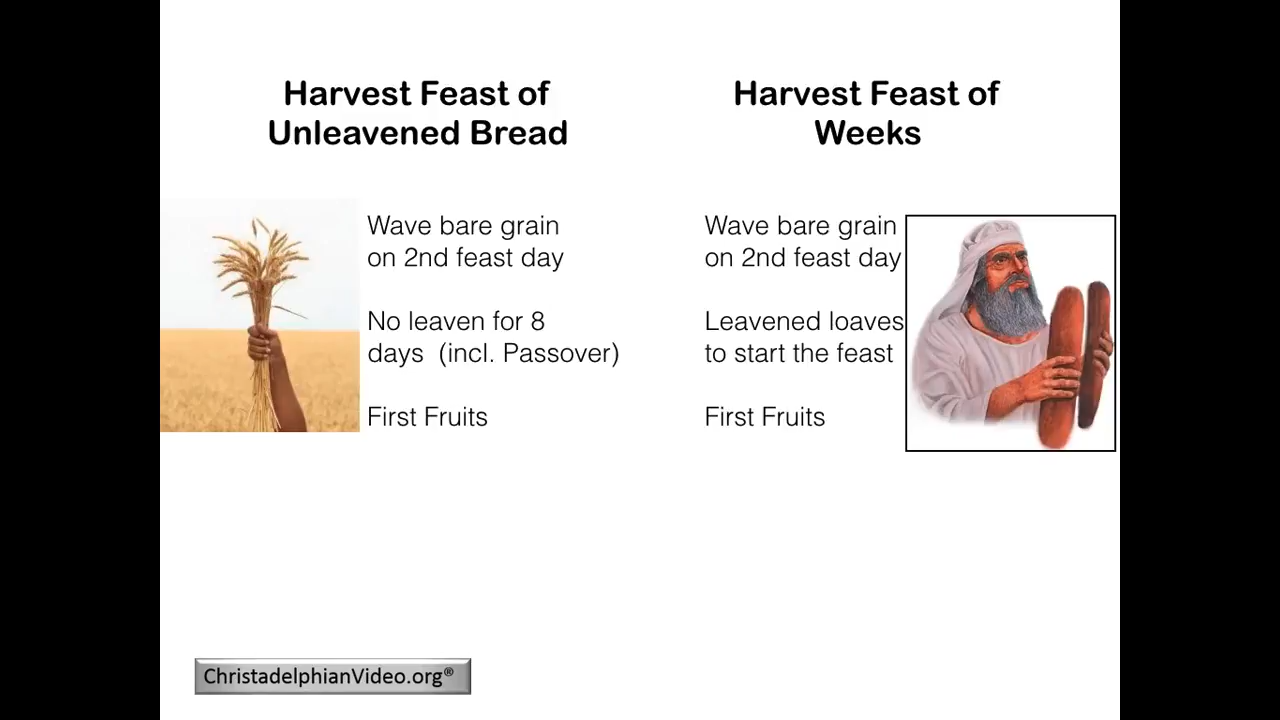 Harvest Feast of
Unleavened Bread
Wave bare grain
on 2nd feast day
No leaven for 8
days (incl. Passover)
First Fruits
Harvest Feast of
Weeks
Wave bare grain
on 2nd feast day
Leavened loaves
to start the feast
First Fruits
ChristadelphianVideo.org®